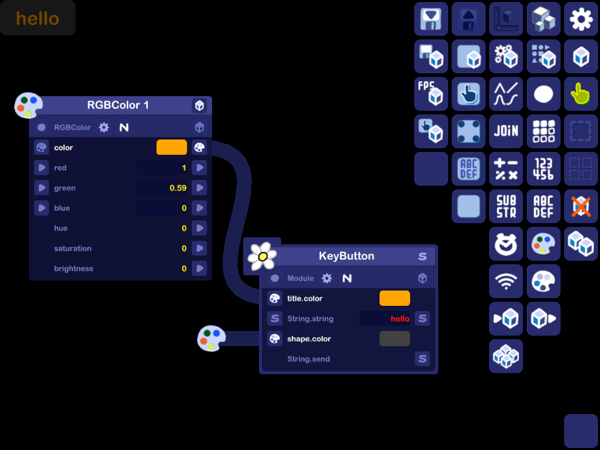 hello
FPS
JOIN
ABC
DEF
123
456
SUB
STR
ABC
DEF
RGBColor 1
RGBColor N
color
red 1
green 0.59
blue 0
hue 0
saturation 0
brightness 0
KeyButton S
Module N
title.color
S String.string hello S
shape.color
String.send S